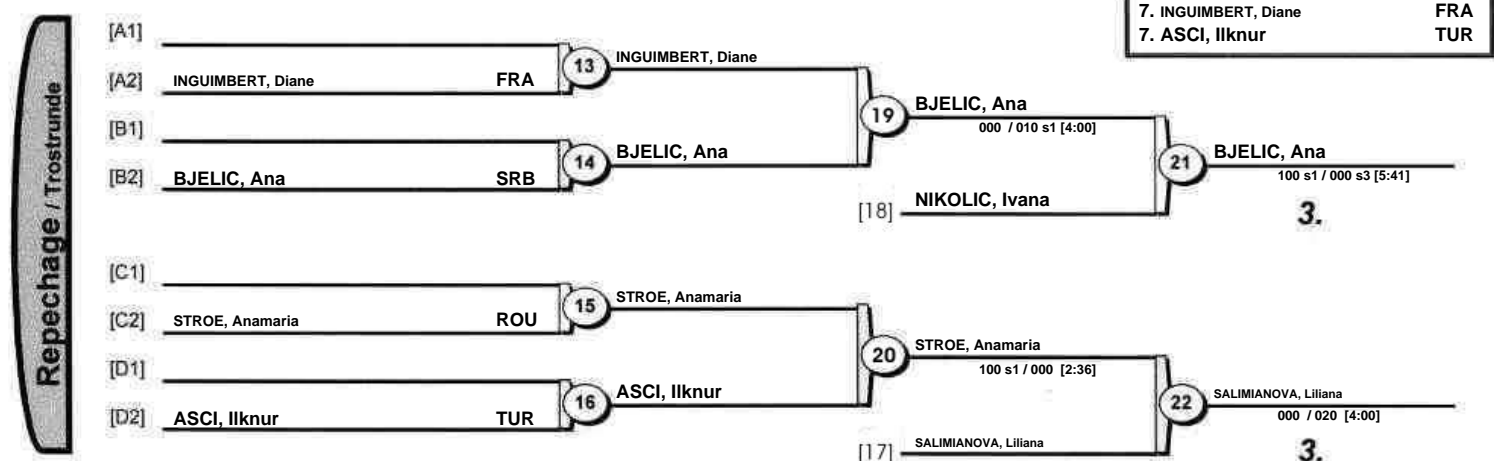 7. INGUIMBERT, Diane FRA
7. ASCI, Ilknur TUR
Repechage / Trostrunde
[A1]
[A2] INGUIMBERT, Diane FRA
13 INGUIMBERT, Diane
[B1]
[B2] BJELIC, Ana SRB
14 BJELIC, Ana
19 BJELIC, Ana
000 / 010 s1 [4:00]
[18] NIKOLIC, Ivana
21 BJELIC, Ana
100 s1 / 000 s3 [5:41]
3.
[C1]
[C2] STROE, Anamaria ROU
15 STROE, Anamaria
[D1]
[D2] ASCI, Ilknur TUR
16 ASCI, Ilknur
20 STROE, Anamaria
100 s1 / 000 [2:36]
[17] SALIMIANOVA, Liliana
22 SALIMIANOVA, Liliana
000 / 020 [4:00]
3.